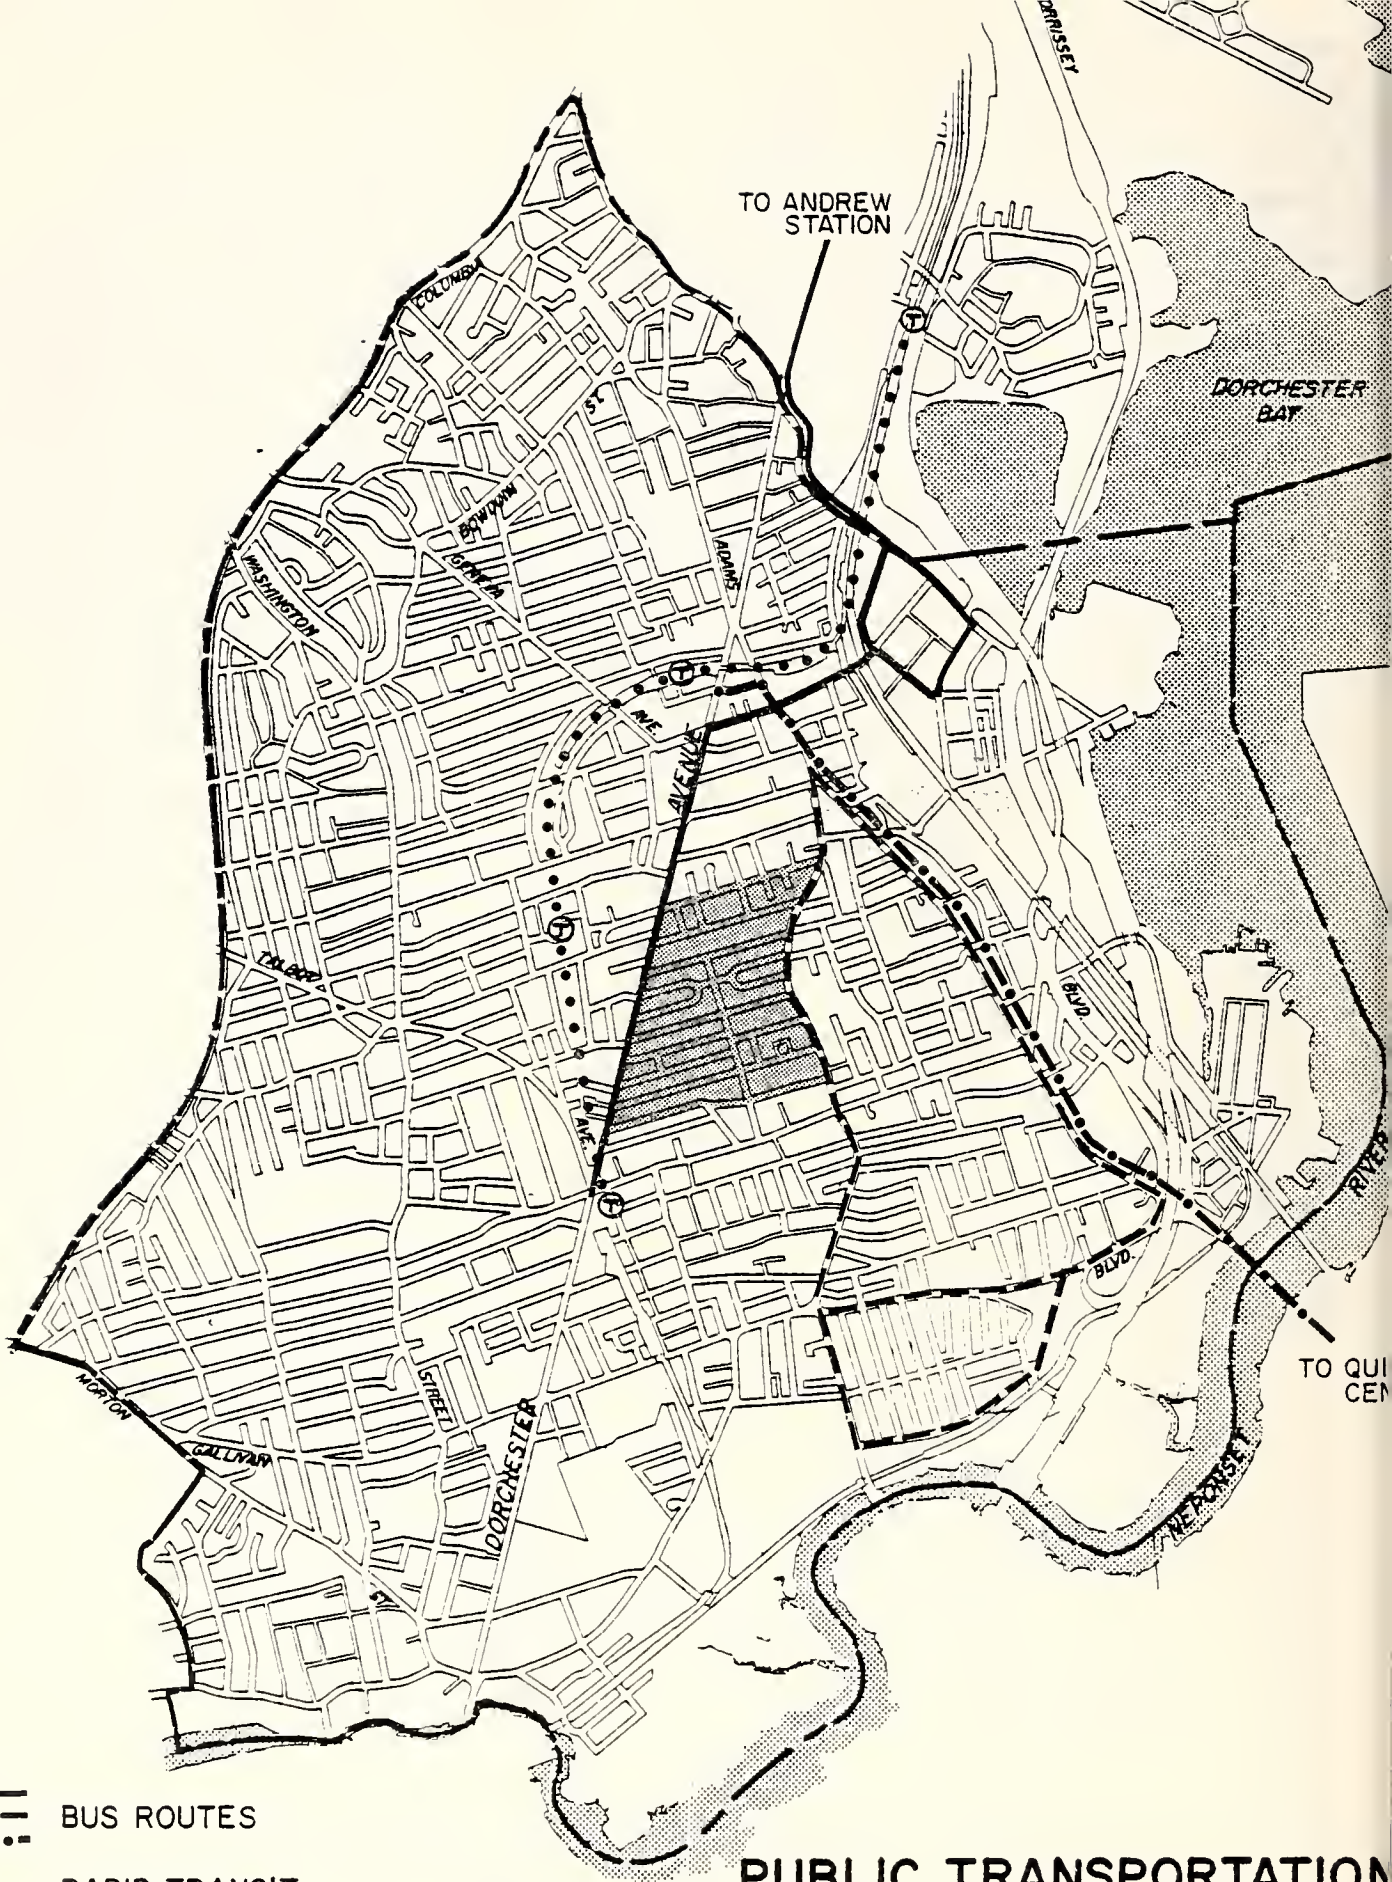 MORRISSEY
TO ANDREW
STATION
COLUMBIA
T
DORCHESTER
BAY
ST.
BOWDOIN
GENEVA
ADAMS
WASHINGTON
T
AVE.
AVENUE
T
TALBOT
BLVD.
AVE.
RIVER
T
BLVD.
TO QUI
CEN
MORTON
STREET
DORCHESTER
GALLIVAN
NEPONSET
ST.
BUS ROUTES
RAPID TRANSIT
PUBLIC TRANSPORTATION